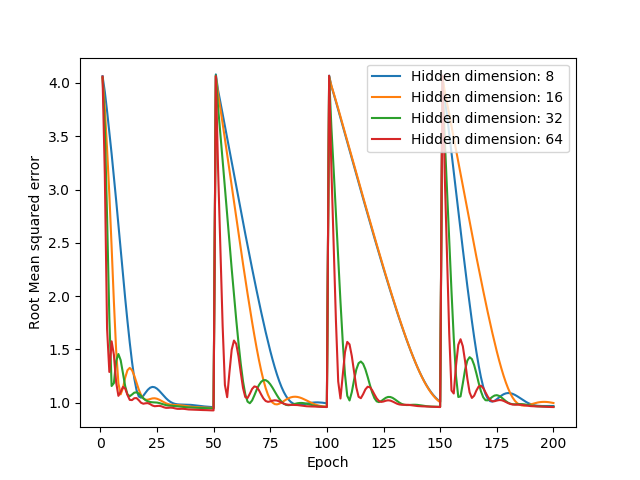 Hidden dimension: 8
Hidden dimension: 16
Hidden dimension: 32
Hidden dimension: 64
Root Mean squared error
4.0
3.5
3.0
2.5
2.0
1.5
1.0
0
25
50
75
100
125
150
175
200
Epoch